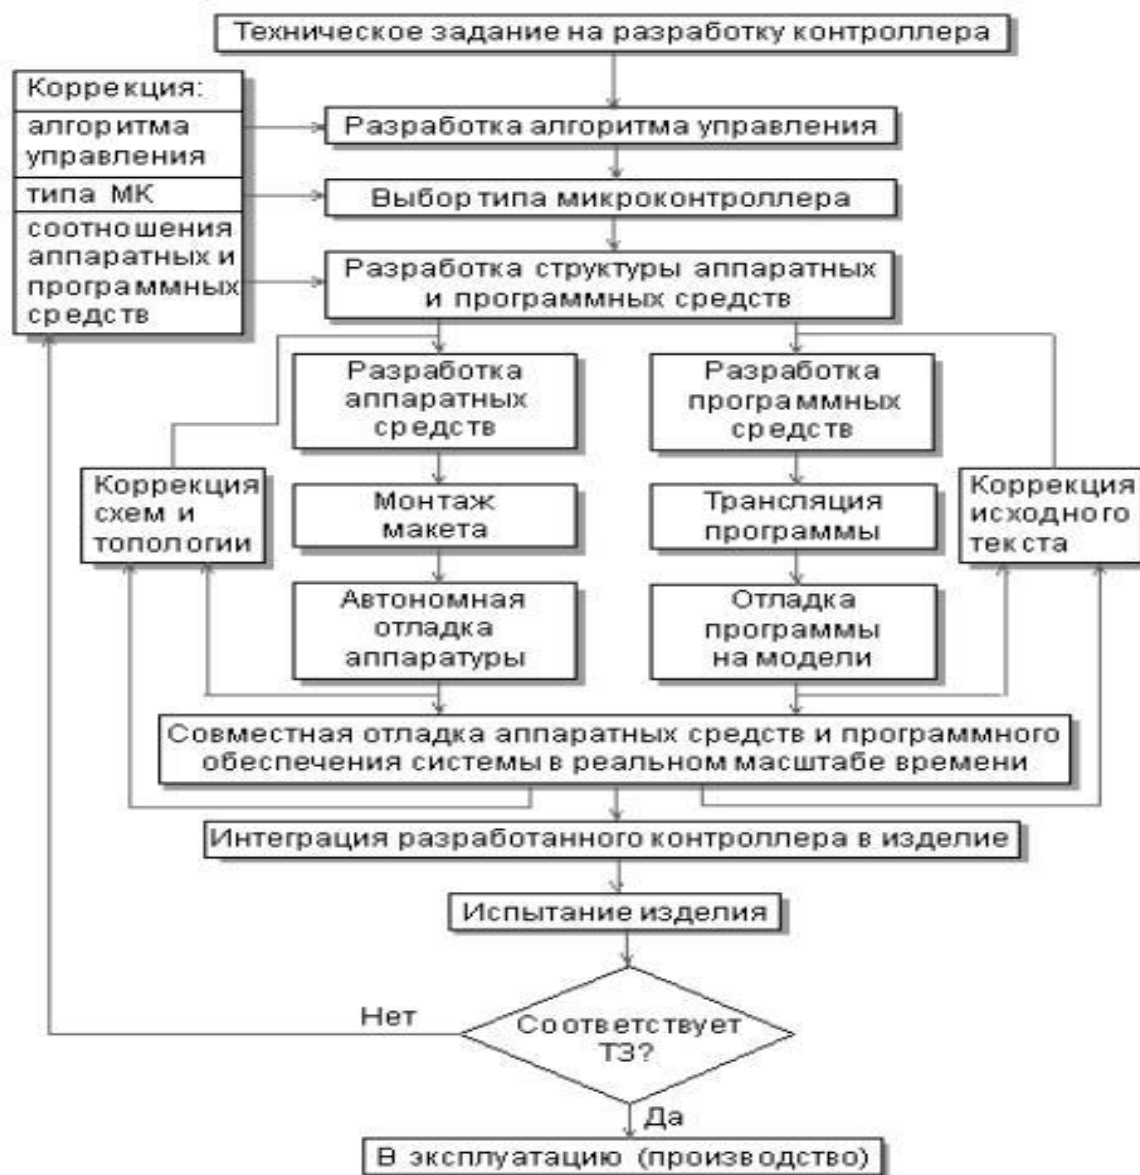 Техническое задание на разработку контроллера
Коррекция:
алгоритма
управления
типа МК
соотношения
аппаратных и
программных
средств
Разработка алгоритма управления
Выбор типа микроконтроллера
Разработка структуры аппаратных
и программных средств
Разработка
аппаратных
средств
Разработка
программных
средств
Коррекция
схем и
топологии
Монтаж
макета
Трансляция
программы
Коррекция
исходного
текста
Автономная
отладка
аппаратуры
Отладка
программы
на модели
Совместная отладка аппаратных средств и программного
обеспечения системы в реальном масштабе времени
Интеграция разработанного контроллера в изделие
Испытание изделия
Нет
Соответствует
ТЗ?
Да
В эксплуатацию (производство)